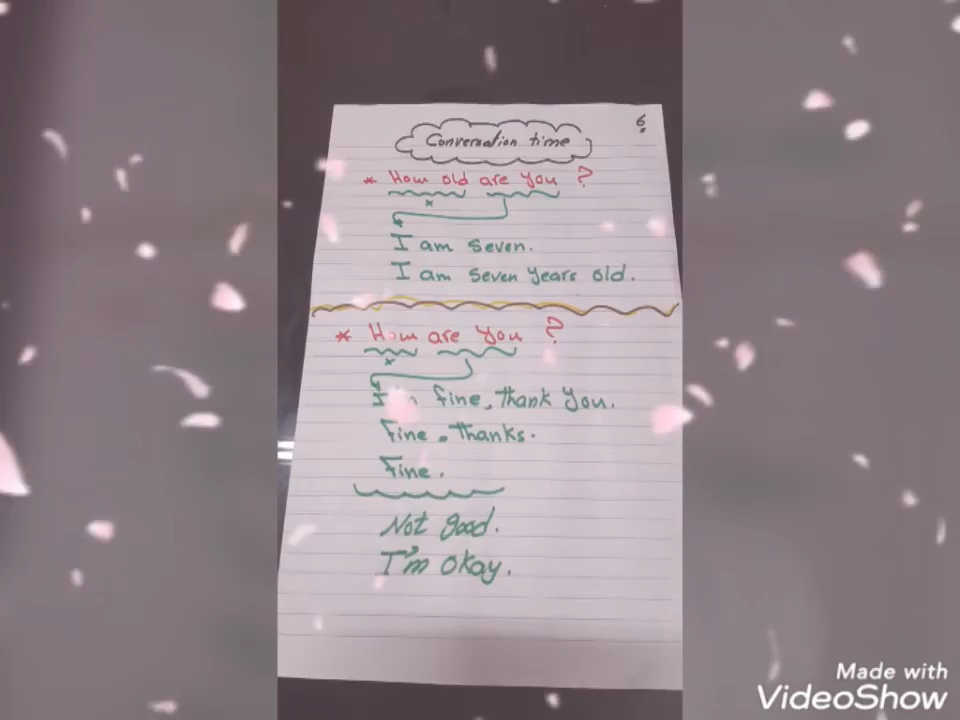 6
Conversation time
* How old are you ?
x
I am seven.
I am seven years old.
* How are you ?
x
fine, thank you.
Fine, thanks.
Fine.
Not good.
I'm okay.
Made with
VideoShow